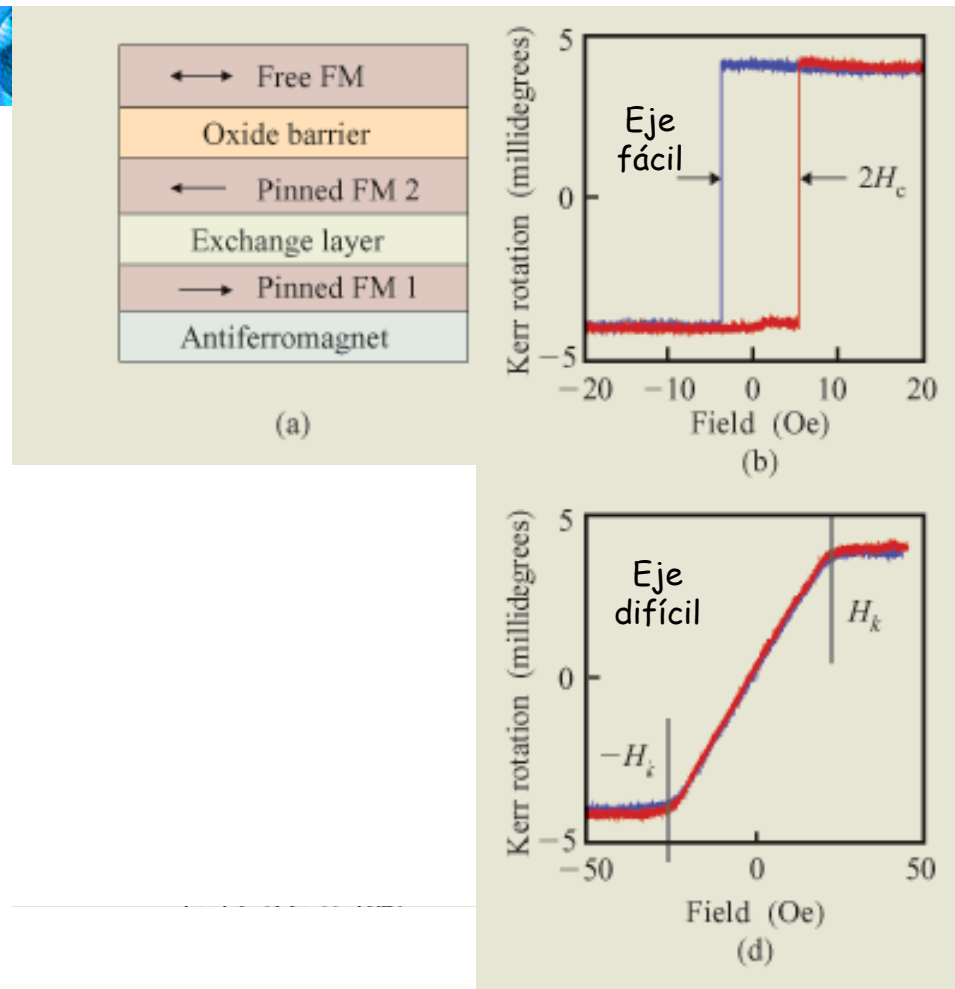 Free FM
Oxide barrier
Pinned FM 2
Exchange layer
Pinned FM 1
Antiferromagnet
(a)
Kerr rotation (millidegrees)
5
0
−5
Eje
fácil
2H_c
−20 −10 0 10 20
Field (Oe)
(b)
Kerr rotation (millidegrees)
5
0
−5
Eje
difícil
H_k
−H_k
−50 0 50
Field (Oe)
(d)